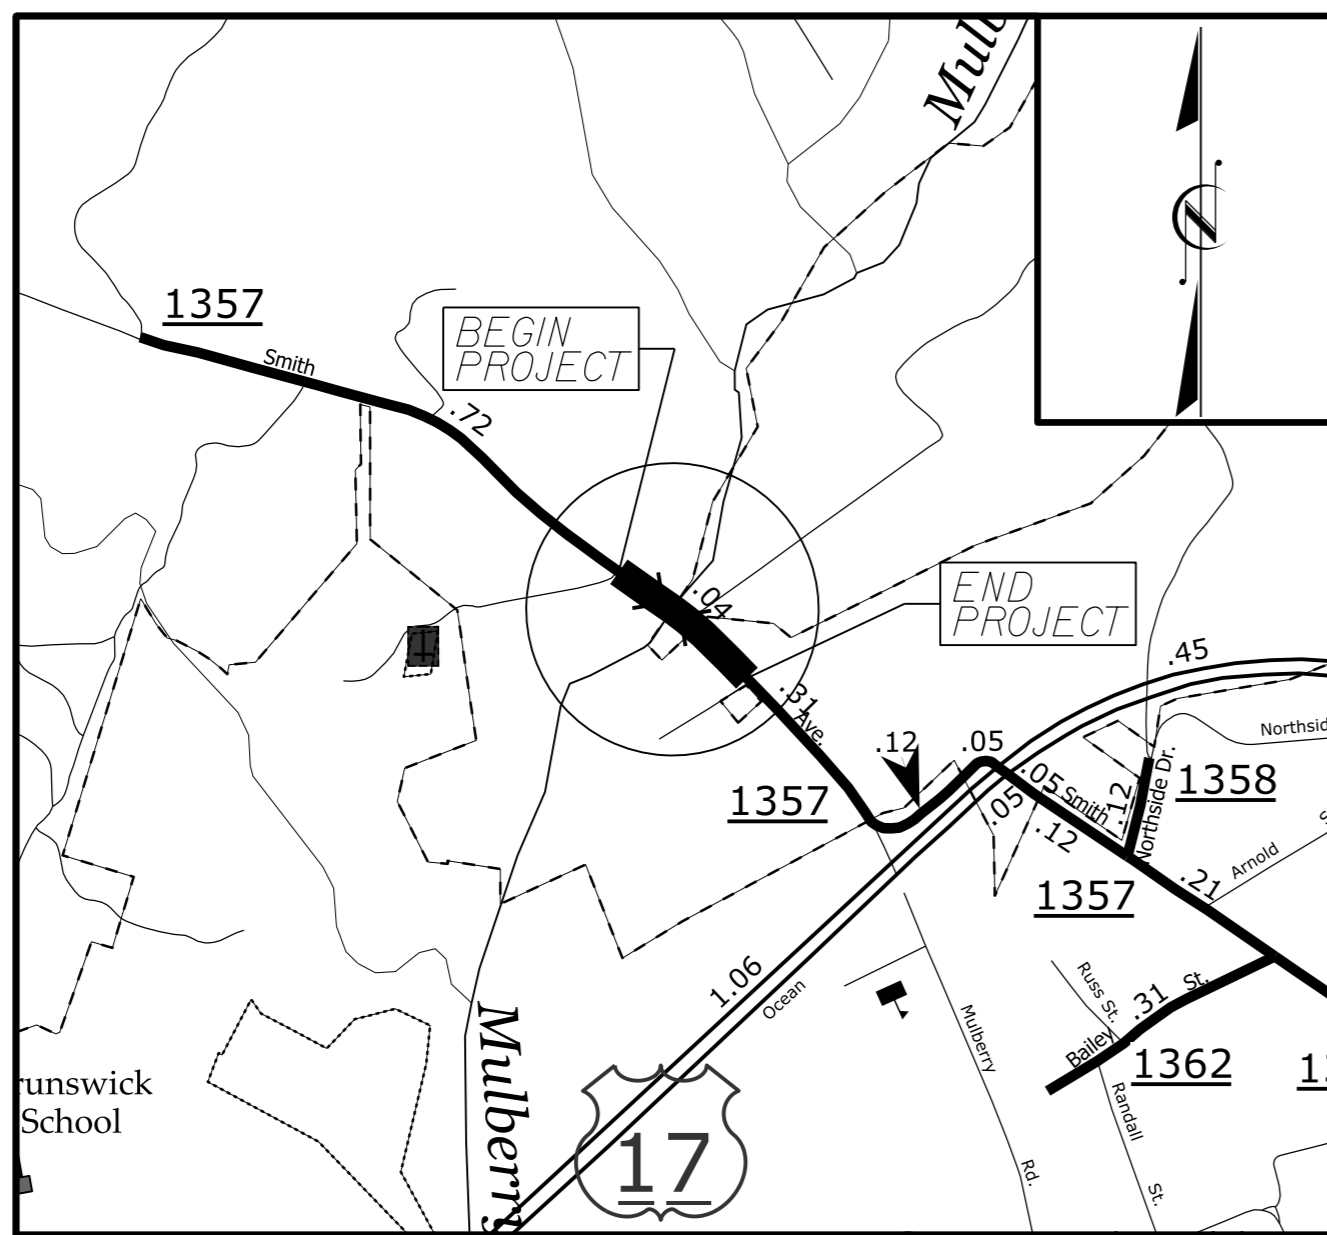 Mulb
N
1357
Smith
BEGIN
PROJECT
.72
.04
END
PROJECT
.31
Ave.
.45
.12
.05
.05
Smith
.05
.12
.12
Northside Dr.
Northsid
1358
1357
1357
.21
Arnold
1.06
Ocean
Russ St.
.31
St.
Bailey
1362
Mulberry
Rd.
Randall
St.
Mulberry
17
runswick
School